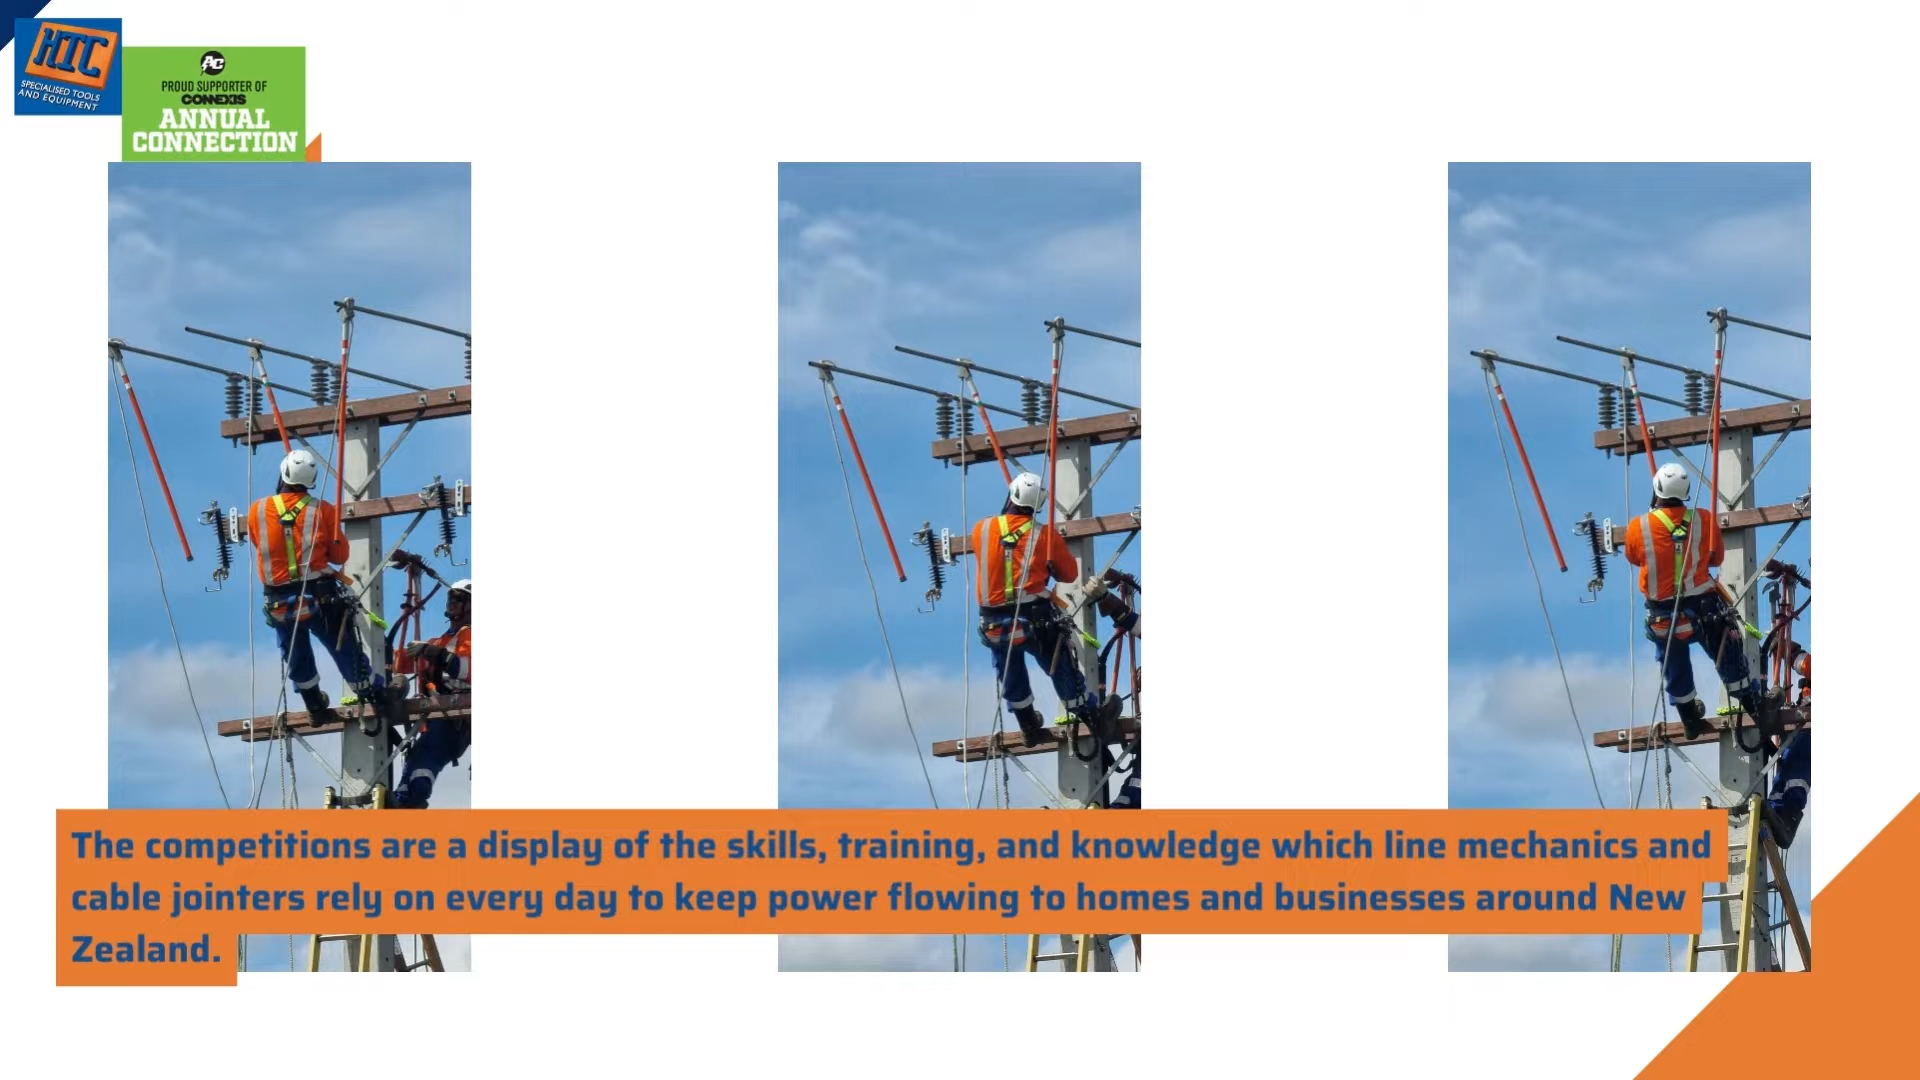 HTC
SPECIALISED TOOLS
AND EQUIPMENT
AC
PROUD SUPPORTER OF
CONNEXIS
ANNUAL
CONNECTION
The competitions are a display of the skills, training, and knowledge which line mechanics and
cable jointers rely on every day to keep power flowing to homes and businesses around New
Zealand.